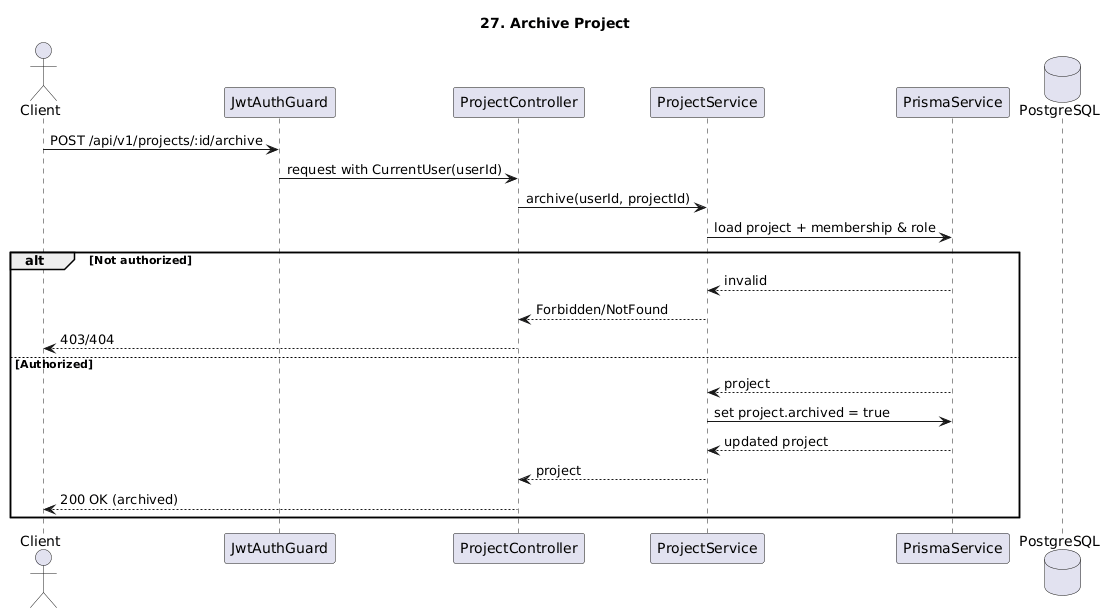 27. Archive Project
Client
JwtAuthGuard
ProjectController
ProjectService
PrismaService
PostgreSQL
POST /api/v1/projects/:id/archive
request with CurrentUser(userId)
archive(userId, projectId)
load project + membership & role
alt
[Not authorized]
invalid
Forbidden/NotFound
403/404
[Authorized]
project
set project.archived = true
updated project
project
200 OK (archived)
Client
JwtAuthGuard
ProjectController
ProjectService
PrismaService
PostgreSQL